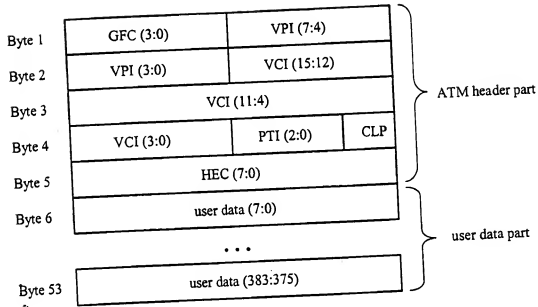 Byte 1 GFC (3:0) VPI (7:4)
Byte 2 VPI (3:0) VCI (15:12)
Byte 3 VCI (11:4)
ATM header part
Byte 4 VCI (3:0) PTI (2:0) CLP
Byte 5 HEC (7:0)
Byte 6 user data (7:0)
...
user data part
Byte 53 user data (383:375)